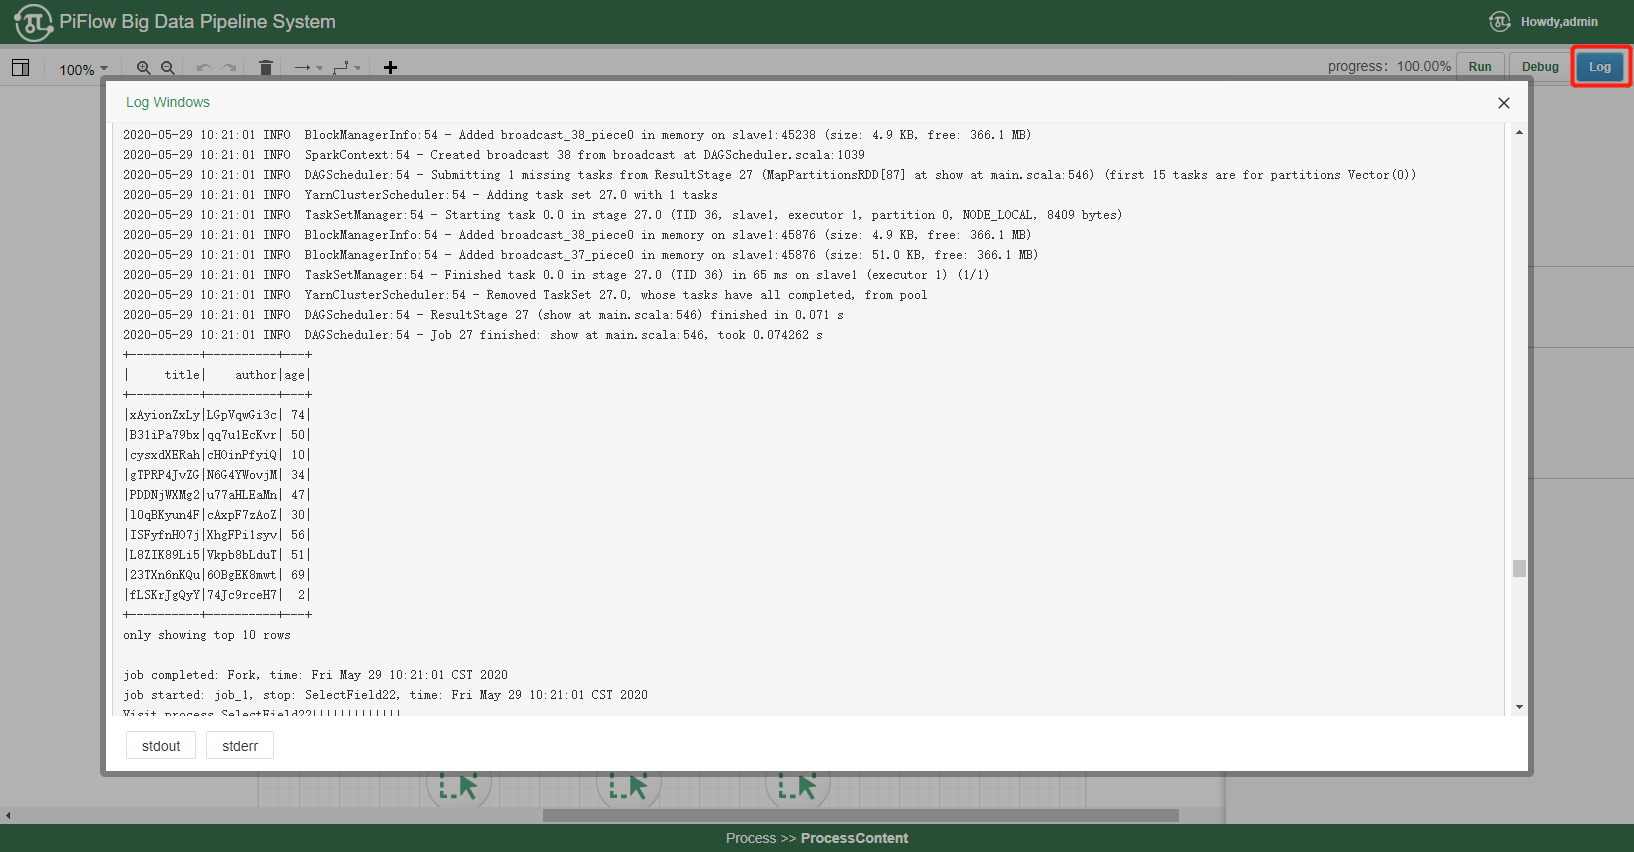 PiFlow Big Data Pipeline System
Howdy,admin
100%
progress: 100.00%
Run
Debug
Log
Log Windows
2020-05-29 10:21:01 INFO  BlockManagerInfo:54 - Added broadcast_38_piece0 in memory on slave1:45238 (size: 4.9 KB, free: 366.1 MB)
2020-05-29 10:21:01 INFO  SparkContext:54 - Created broadcast 38 from broadcast at DAGScheduler.scala:1039
2020-05-29 10:21:01 INFO  DAGScheduler:54 - Submitting 1 missing tasks from ResultStage 27 (MapPartitionsRDD[87] at show at main.scala:546) (first 15 tasks are for partitions Vector(0))
2020-05-29 10:21:01 INFO  YarnClusterScheduler:54 - Adding task set 27.0 with 1 tasks
2020-05-29 10:21:01 INFO  TaskSetManager:54 - Starting task 0.0 in stage 27.0 (TID 36, slave1, executor 1, partition 0, NODE_LOCAL, 8409 bytes)
2020-05-29 10:21:01 INFO  BlockManagerInfo:54 - Added broadcast_38_piece0 in memory on slave1:45876 (size: 4.9 KB, free: 366.1 MB)
2020-05-29 10:21:01 INFO  BlockManagerInfo:54 - Added broadcast_37_piece0 in memory on slave1:45876 (size: 51.0 KB, free: 366.1 MB)
2020-05-29 10:21:01 INFO  TaskSetManager:54 - Finished task 0.0 in stage 27.0 (TID 36) in 65 ms on slave1 (executor 1) (1/1)
2020-05-29 10:21:01 INFO  YarnClusterScheduler:54 - Removed TaskSet 27.0, whose tasks have all completed, from pool
2020-05-29 10:21:01 INFO  DAGScheduler:54 - ResultStage 27 (show at main.scala:546) finished in 0.071 s
2020-05-29 10:21:01 INFO  DAGScheduler:54 - Job 27 finished: show at main.scala:546, took 0.074262 s
+----------+----------+---+
|     title|    author|age|
+----------+----------+---+
|xAyionZxLy|LGpVqwGi3c| 74|
|B31iPa79bx|qq7u1EcKvr| 50|
|cysxdXERah|cHOinPfyiQ| 10|
|gTPRP4JvZG|N6G4YWovjM| 34|
|PDDNjWXMg2|u77aHLEaMn| 47|
|l0qBKyun4F|cAxpF7zAoZ| 30|
|ISFyfnHO7j|XhgFPi1syv| 56|
|L8ZIK89Li5|Vkpb8bLduT| 51|
|23TXn6nKQu|6OBgEK8mwt| 69|
|fLSKrJgQyY|74Jc9rceH7|  2|
+----------+----------+---+
only showing top 10 rows
job completed: Fork, time: Fri May 29 10:21:01 CST 2020
job started: job_1, stop: SelectField22, time: Fri May 29 10:21:01 CST 2020
Visit process SelectField22!!!!!!!!!!!!!
stdout
stderr
Process >> ProcessContent